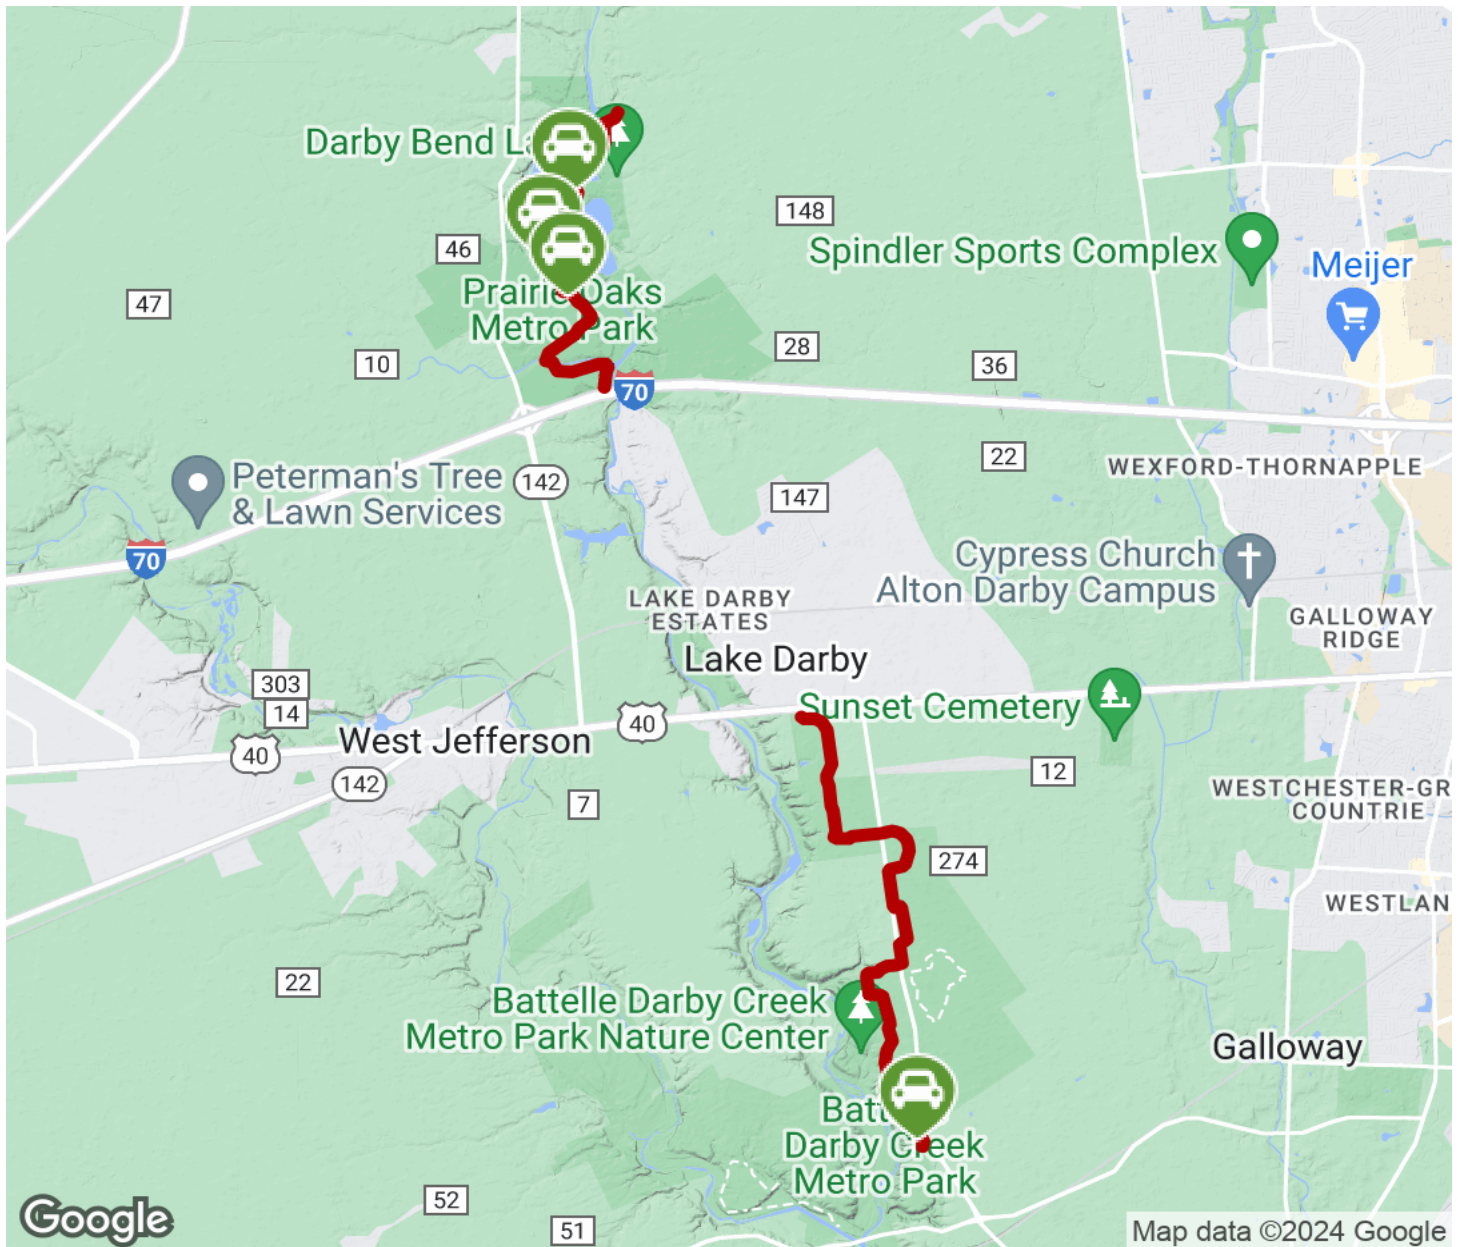 Darby Bend La
148
46
Spindler Sports Complex
Meijer
47
Prairie Oaks
Metro Park
28
10
36
70
22
WEXFORD-THORNAPPLE
Peterman's Tree
& Lawn Services
142
147
70
Cypress Church
Alton Darby Campus
LAKE DARBY
ESTATES
GALLOWAY
RIDGE
Lake Darby
303
14
Sunset Cemetery
40
West Jefferson
40
142
12
7
WESTCHESTER-GR
COUNTRIE
274
WESTLAN
22
Battelle Darby Creek
Metro Park Nature Center
Galloway
Batt
Darby Creek
Metro Park
52
51
Google
Map data ©2024 Google